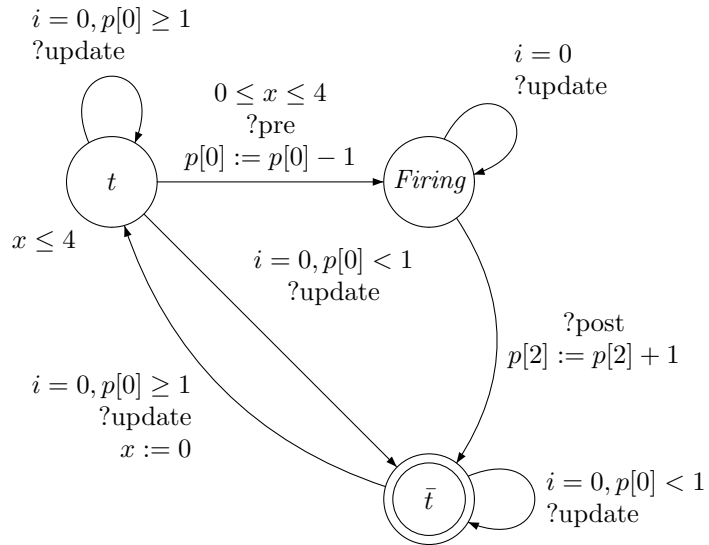 i = 0, p[0] ≥ 1
?update
i = 0
?update
0 ≤ x ≤ 4
?pre
p[0] := p[0] − 1
t
Firing
x ≤ 4
i = 0, p[0] < 1
?update
?post
p[2] := p[2] + 1
i = 0, p[0] ≥ 1
?update
x := 0
t̄
i = 0, p[0] < 1
?update